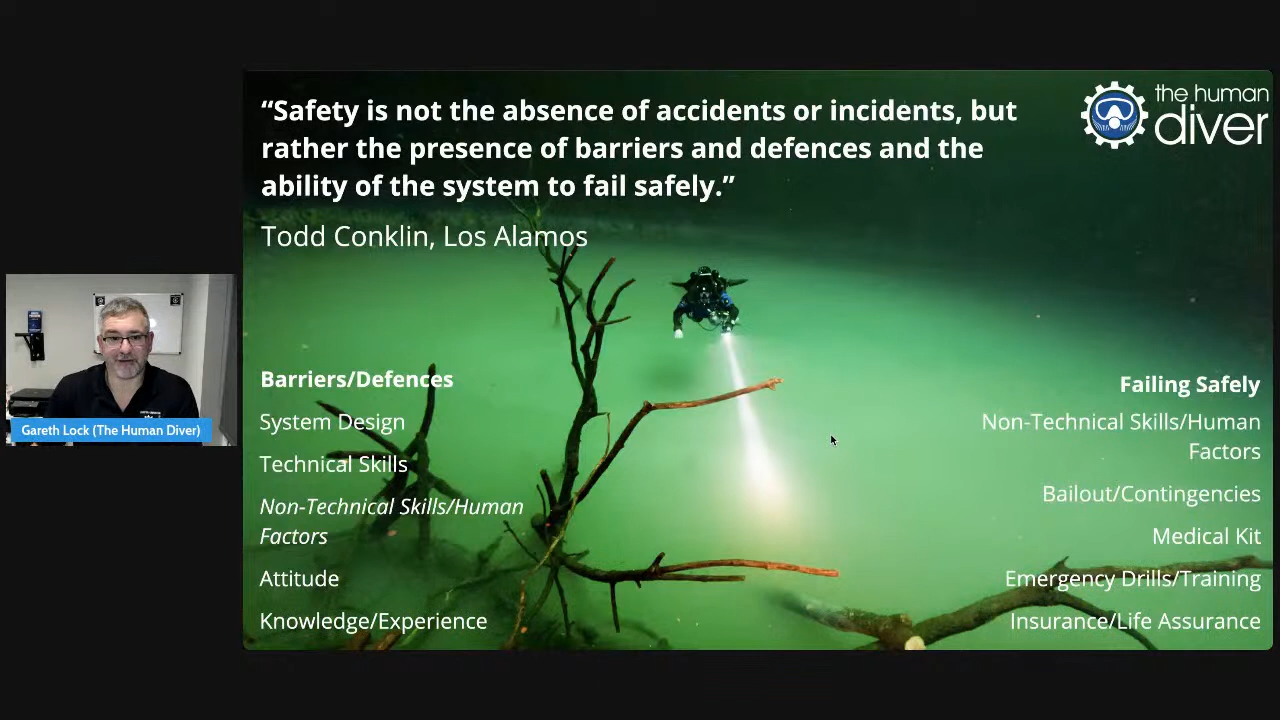 “Safety is not the absence of accidents or incidents, but
rather the presence of barriers and defences and the
ability of the system to fail safely.”
Todd Conklin, Los Alamos
the human
diver
Barriers/Defences
System Design
Technical Skills
Non-Technical Skills/Human
Factors
Attitude
Knowledge/Experience
Failing Safely
Non-Technical Skills/Human
Factors
Bailout/Contingencies
Medical Kit
Emergency Drills/Training
Insurance/Life Assurance
Gareth Lock (The Human Diver)